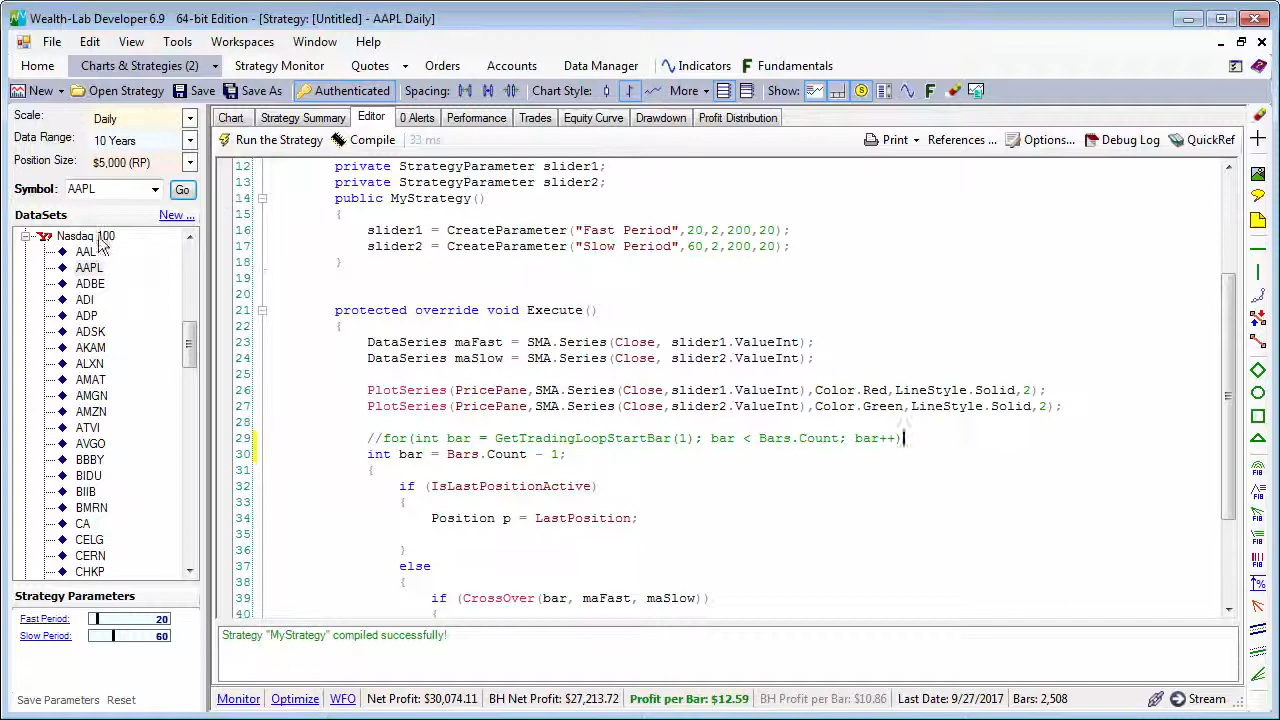 Wealth-Lab Developer 6.9    64-bit Edition - [Strategy: [Untitled] - AAPL Daily]
File Edit View Tools Workspaces Window Help
Home Charts & Strategies (2) Strategy Monitor Quotes Orders Accounts Data Manager Indicators F Fundamentals
New Open Strategy Save Save As Authenticated Spacing: Chart Style: More Show: F
Scale: Daily
Data Range: 10 Years
Position Size: $5,000 (RP)
Symbol: AAPL Go
DataSets New ...
Nasdaq 100
AAL
AAPL
ADBE
ADI
ADP
ADSK
AKAM
ALXN
AMAT
AMGN
AMZN
ATVI
AVGO
BBBY
BIDU
BIIB
BMRN
CA
CELG
CERN
CHKP
Strategy Parameters
Fast Period: 20
Slow Period: 60
Save Parameters Reset
Chart Strategy Summary Editor 0 Alerts Performance Trades Equity Curve Drawdown Profit Distribution
Run the Strategy Compile 33 ms Print References ... Options... Debug Log QuickRef
12 private StrategyParameter slider1;
13 private StrategyParameter slider2;
14 public MyStrategy()
15 {
16 slider1 = CreateParameter("Fast Period",20,2,200,20);
17 slider2 = CreateParameter("Slow Period",60,2,200,20);
18 }
19
20
21 protected override void Execute()
22 {
23 DataSeries maFast = SMA.Series(Close, slider1.ValueInt);
24 DataSeries maSlow = SMA.Series(Close, slider2.ValueInt);
25
26 PlotSeries(PricePane,SMA.Series(Close,slider1.ValueInt),Color.Red,LineStyle.Solid,2);
27 PlotSeries(PricePane,SMA.Series(Close,slider2.ValueInt),Color.Green,LineStyle.Solid,2);
28
29 //for(int bar = GetTradingLoopStartBar(1); bar < Bars.Count; bar++)
30 int bar = Bars.Count - 1;
31 {
32 if (IsLastPositionActive)
33 {
34 Position p = LastPosition;
35
36 }
37 else
38 {
39 if (CrossOver(bar, maFast, maSlow))
40 {
Strategy "MyStrategy" compiled successfully!
Monitor Optimize WFO Net Profit: $30,074.11 BH Net Profit: $27,213.72 Profit per Bar: $12.59 BH Profit per Bar: $10.86 Last Date: 9/27/2017 Bars: 2,508 Stream
FIB
FIB
FIB
FIB
FIB